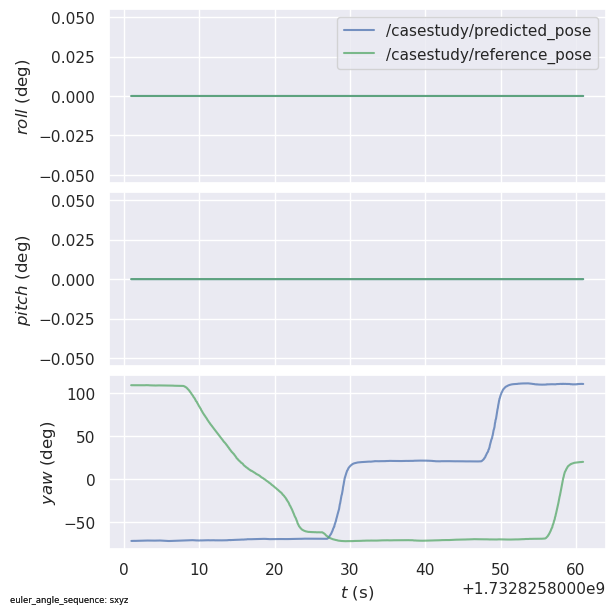 0.050
/casestudy/predicted_pose
/casestudy/reference_pose
0.025
roll (deg)
0.000
−0.025
−0.050
0.050
0.025
pitch (deg)
0.000
−0.025
−0.050
100
50
yaw (deg)
0
−50
0 10 20 30 40 50 60
t (s)
+1.7328258000e9
euler_angle_sequence: sxyz